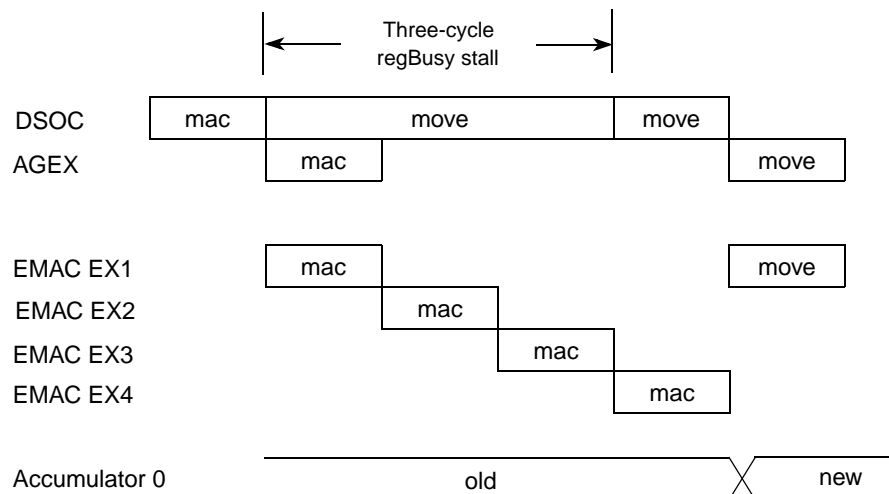 Three-cycle
regBusy stall
DSOC mac move move
AGEX mac move
EMAC EX1 mac move
EMAC EX2 mac
EMAC EX3 mac
EMAC EX4 mac
Accumulator 0 old new